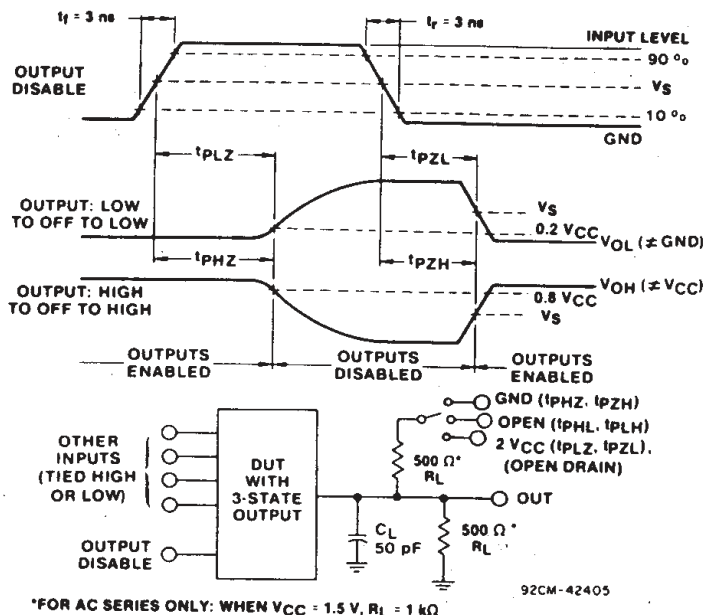 tf = 3 ns
tr = 3 ns
INPUT LEVEL
90 %
OUTPUT
DISABLE
VS
10 %
GND
tPLZ
tPZL
OUTPUT: LOW
TO OFF TO LOW
VS
0.2 VCC
VOL (≠ GND)
tPHZ
tPZH
OUTPUT: HIGH
TO OFF TO HIGH
VOH (≠ VCC)
0.8 VCC
VS
OUTPUTS
ENABLED
OUTPUTS
DISABLED
OUTPUTS
ENABLED
GND (tPHZ, tPZH)
OPEN (tPHL, tPLH)
2 VCC (tPLZ, tPZL),
(OPEN DRAIN)
OTHER
INPUTS
(TIED HIGH
OR LOW)
DUT
WITH
3-STATE
OUTPUT
500 Ω*
RL
OUT
CL
50 pF
500 Ω*
RL
OUTPUT
DISABLE
92CM-42405
*FOR AC SERIES ONLY: WHEN VCC = 1.5 V, RL = 1 kΩ